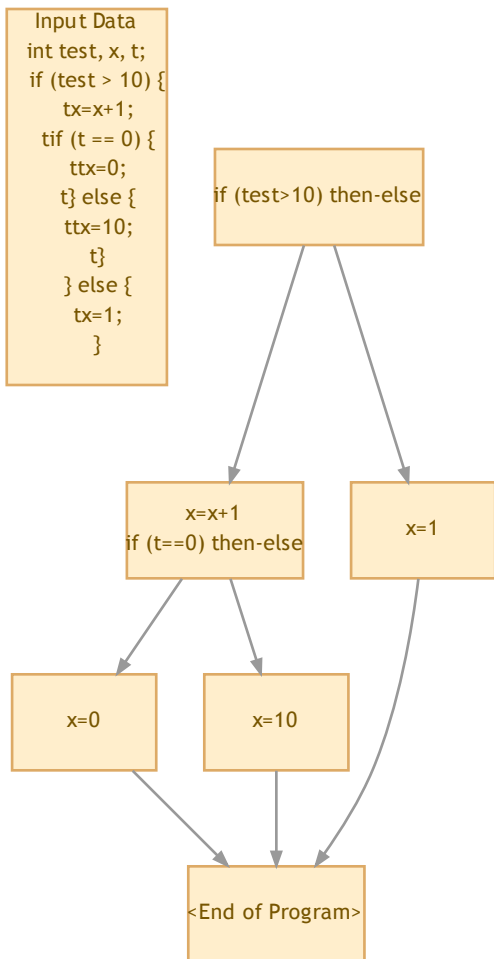 Input Data
int test, x, t;
if (test > 10) {
tx=x+1;
tif (t == 0) {
ttx=0;
t} else {
ttx=10;
t}
} else {
tx=1;
}
if (test>10) then-else
x=x+1
if (t==0) then-else
x=1
x=0
x=10
<End of Program>